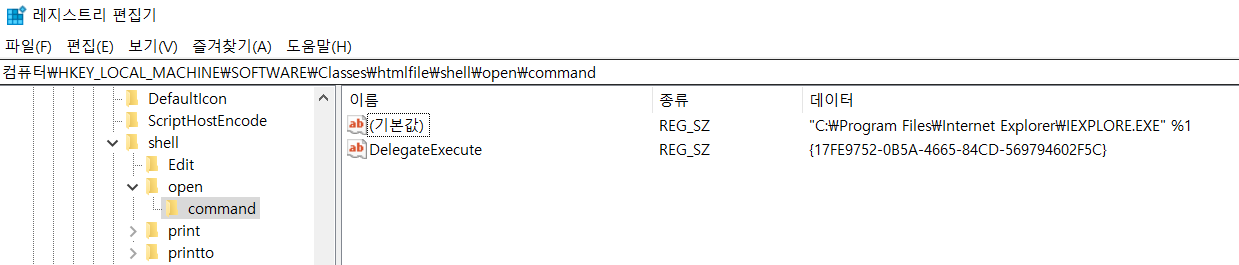 레지스트리 편집기
파일(F) 편집(E) 보기(V) 즐겨찾기(A) 도움말(H)
컴퓨터₩HKEY_LOCAL_MACHINE₩SOFTWARE₩Classes₩htmlfile₩shell₩open₩command
DefaultIcon
ScriptHostEncode
shell
Edit
open
command
print
printto
이름 종류 데이터
(기본값) REG_SZ "C:₩Program Files₩Internet Explorer₩IEXPLORE.EXE" %1
DelegateExecute REG_SZ {17FE9752-0B5A-4665-84CD-569794602F5C}